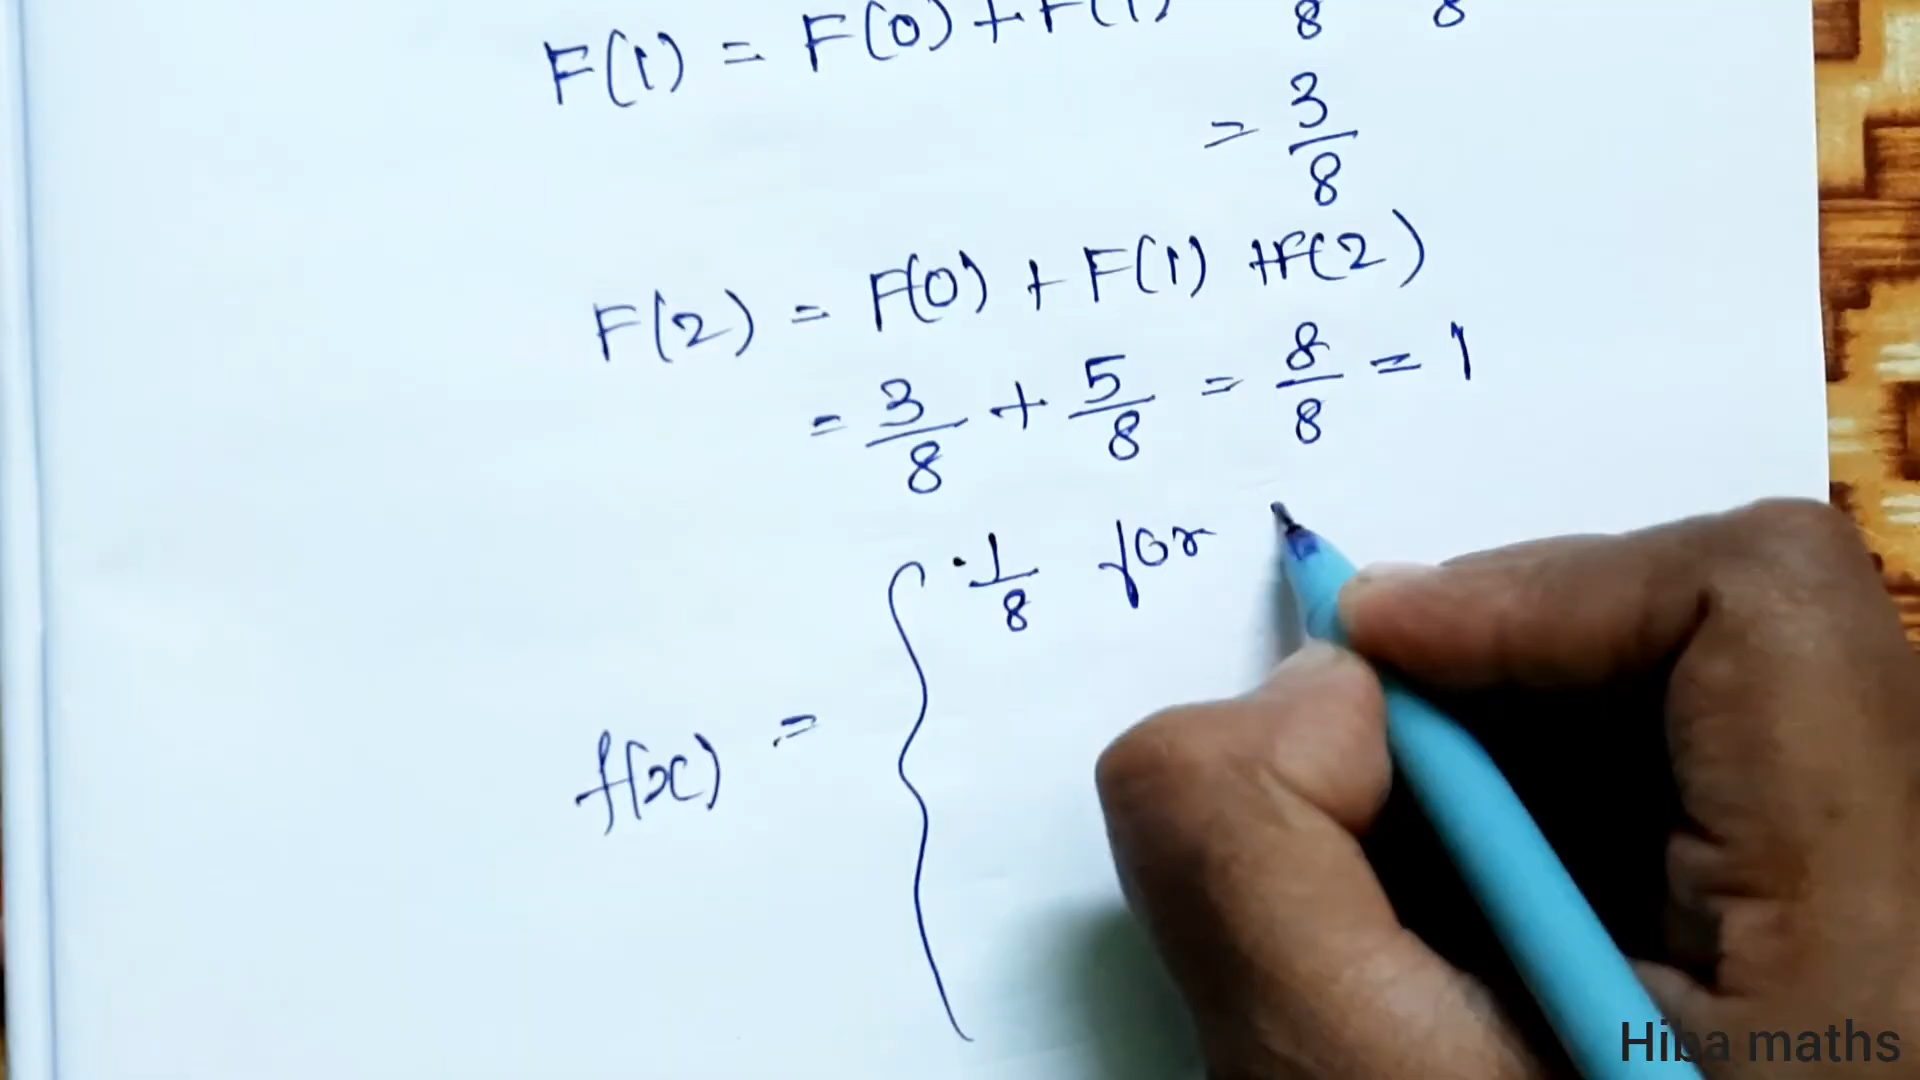 F(1) = F(0) + F(1) 8 8
= 3/8
F(2) = F(0) + F(1) + F(2)
= 3/8 + 5/8 = 8/8 = 1
f(x) = { 1/8 for
Hiba maths